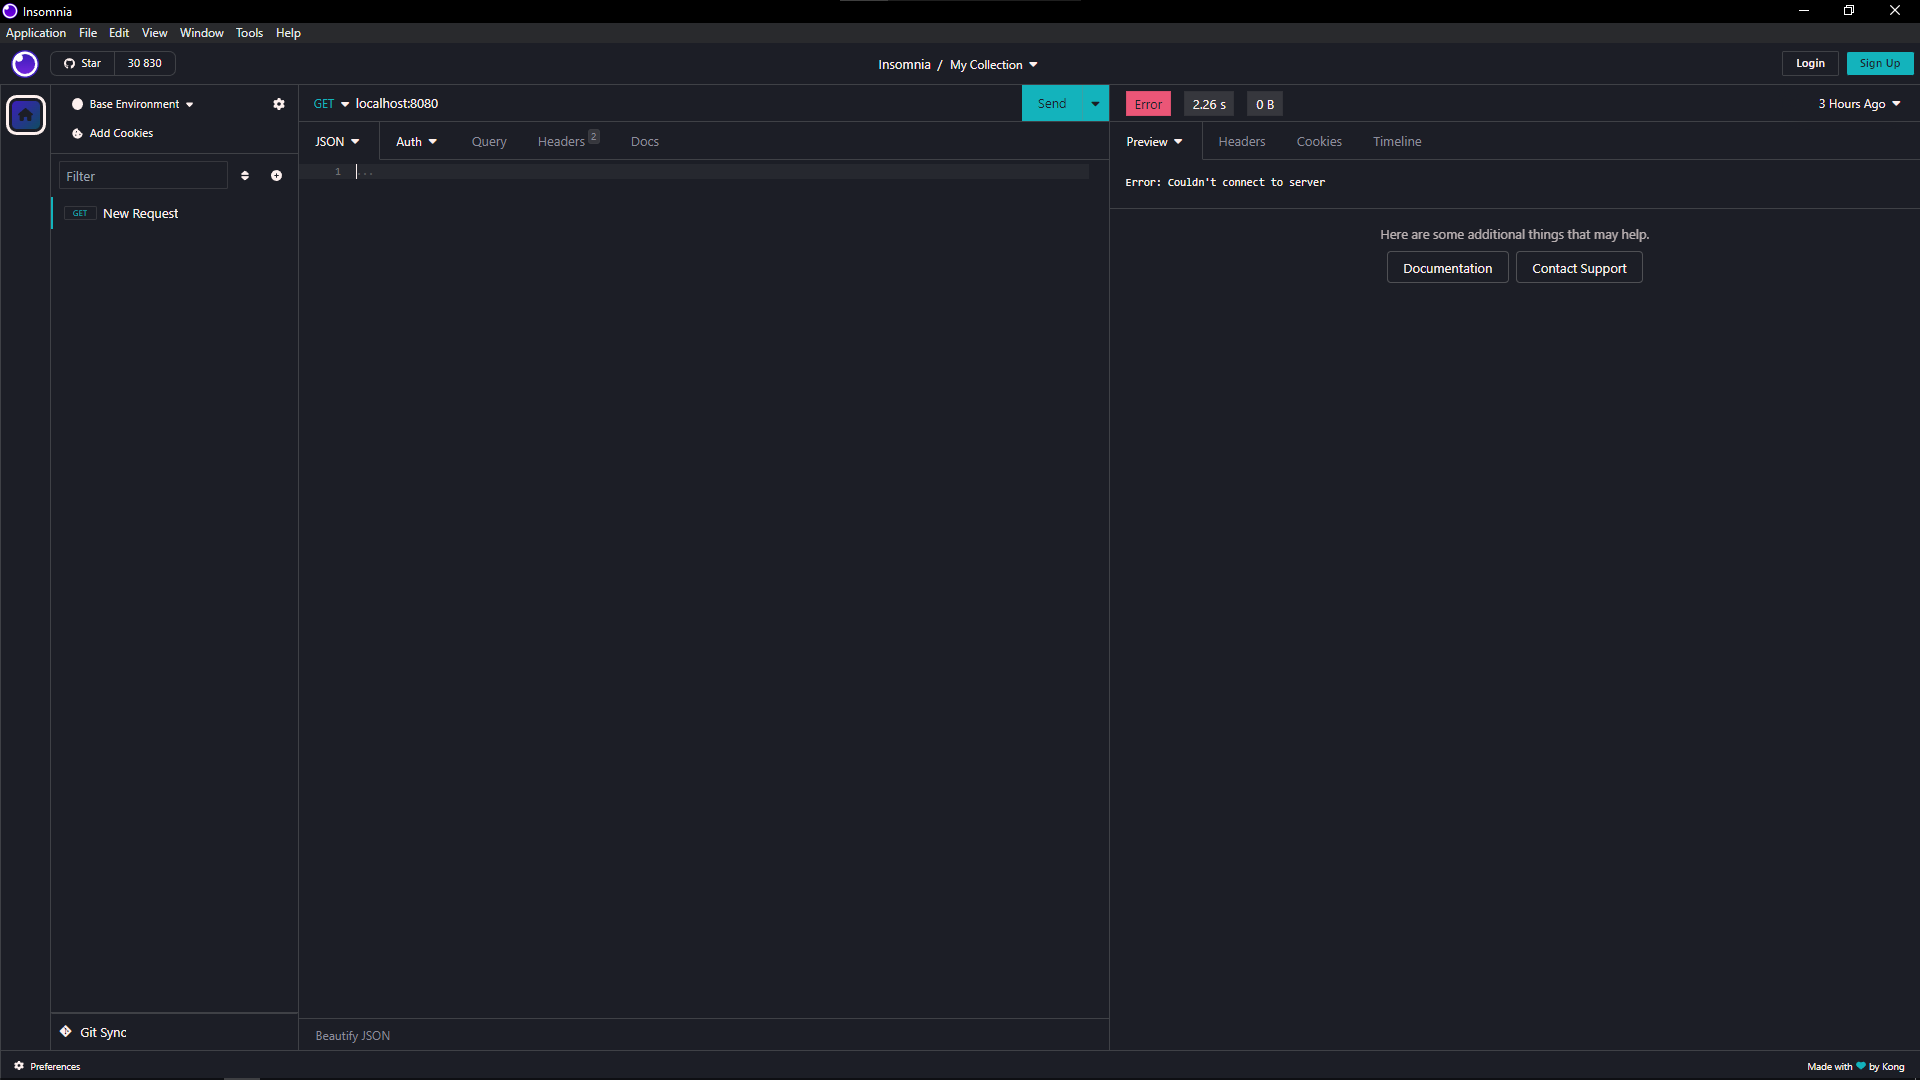 Insomnia
Application File Edit View Window Tools Help
Star 30 830
Insomnia / My Collection
Login Sign Up
Base Environment
Add Cookies
Filter
GET New Request
Git Sync
GET localhost:8080
Send
JSON Auth Query Headers 2 Docs
1 ...
Beautify JSON
Error 2.26 s 0 B
3 Hours Ago
Preview Headers Cookies Timeline
Error: Couldn't connect to server
Here are some additional things that may help.
Documentation Contact Support
Preferences
Made with by Kong